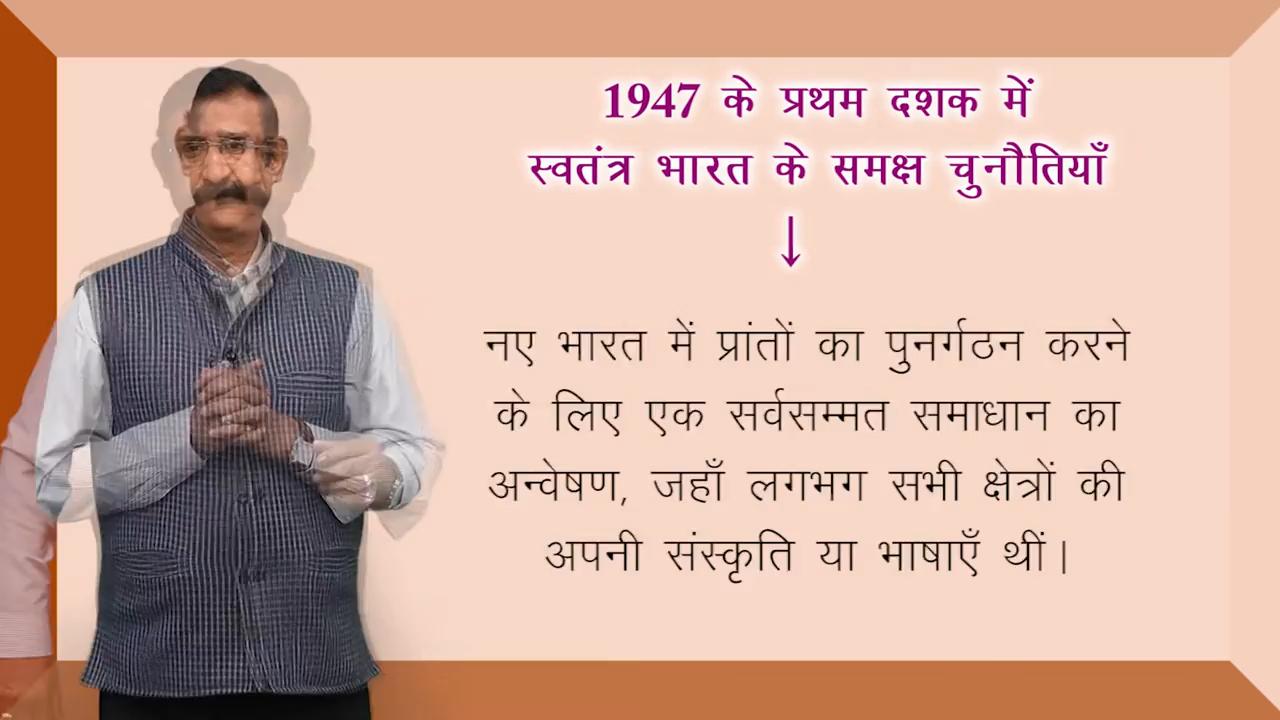 1947 के प्रथम दशक में
स्वतंत्र भारत के समक्ष चुनौतियाँ
↓
नए भारत में प्रांतों का पुनर्गठन करने
के लिए एक सर्वसम्मत समाधान का
अन्वेषण, जहाँ लगभग सभी क्षेत्रों की
अपनी संस्कृति या भाषाएँ थीं।